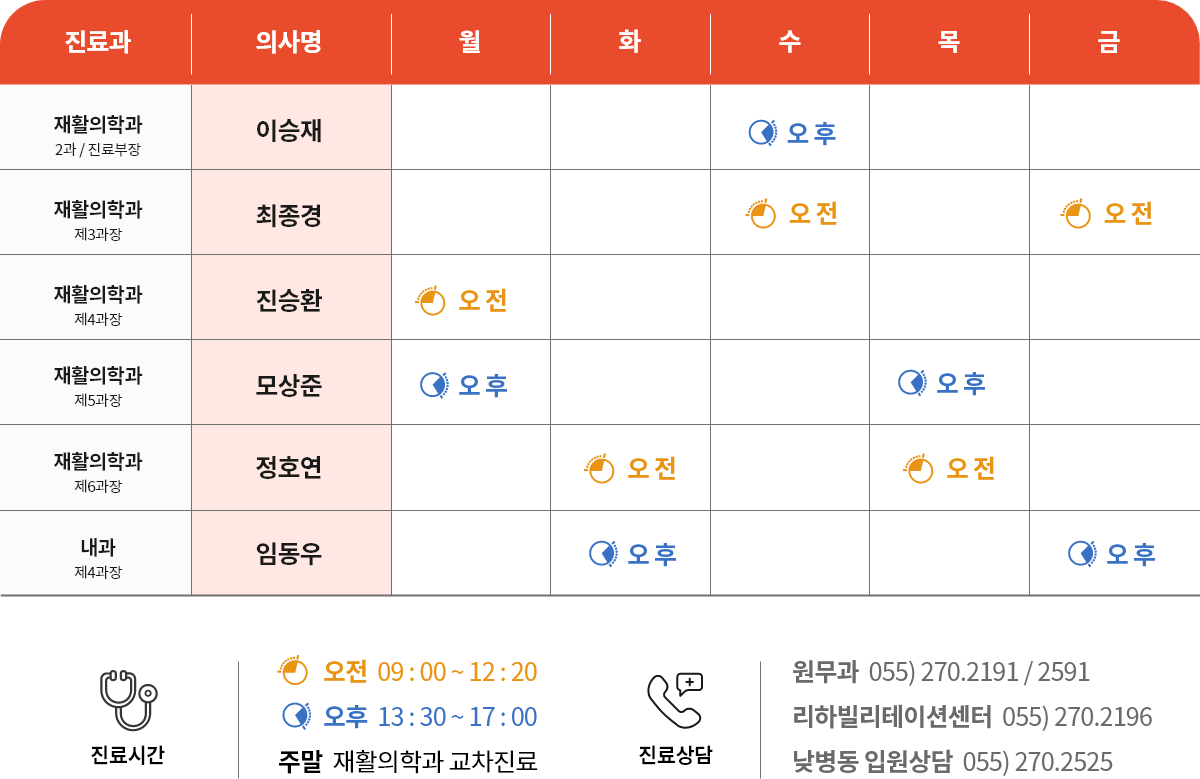 진료과 의사명 월 화 수 목 금
재활의학과 이승재 오후
2과 / 진료부장
재활의학과 최종경 오전 오전
제3과장
재활의학과 진승환 오전
제4과장
재활의학과 모상준 오후 오후
제5과장
재활의학과 정호연 오전 오전
제6과장
내과 임동우 오후 오후
제4과장
진료시간
오전 09 : 00 ~ 12 : 20
오후 13 : 30 ~ 17 : 00
주말 재활의학과 교차진료
진료상담
원무과 055) 270.2191 / 2591
리하빌리테이션센터 055) 270.2196
낮병동 입원상담 055) 270.2525